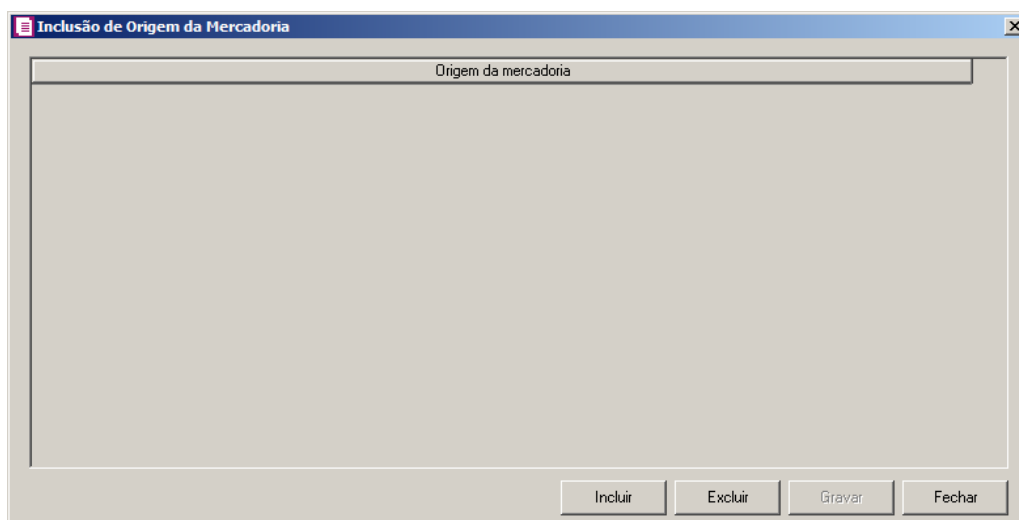 Inclusão de Origem da Mercadoria
Origem da mercadoria
Incluir Excluir Gravar Fechar